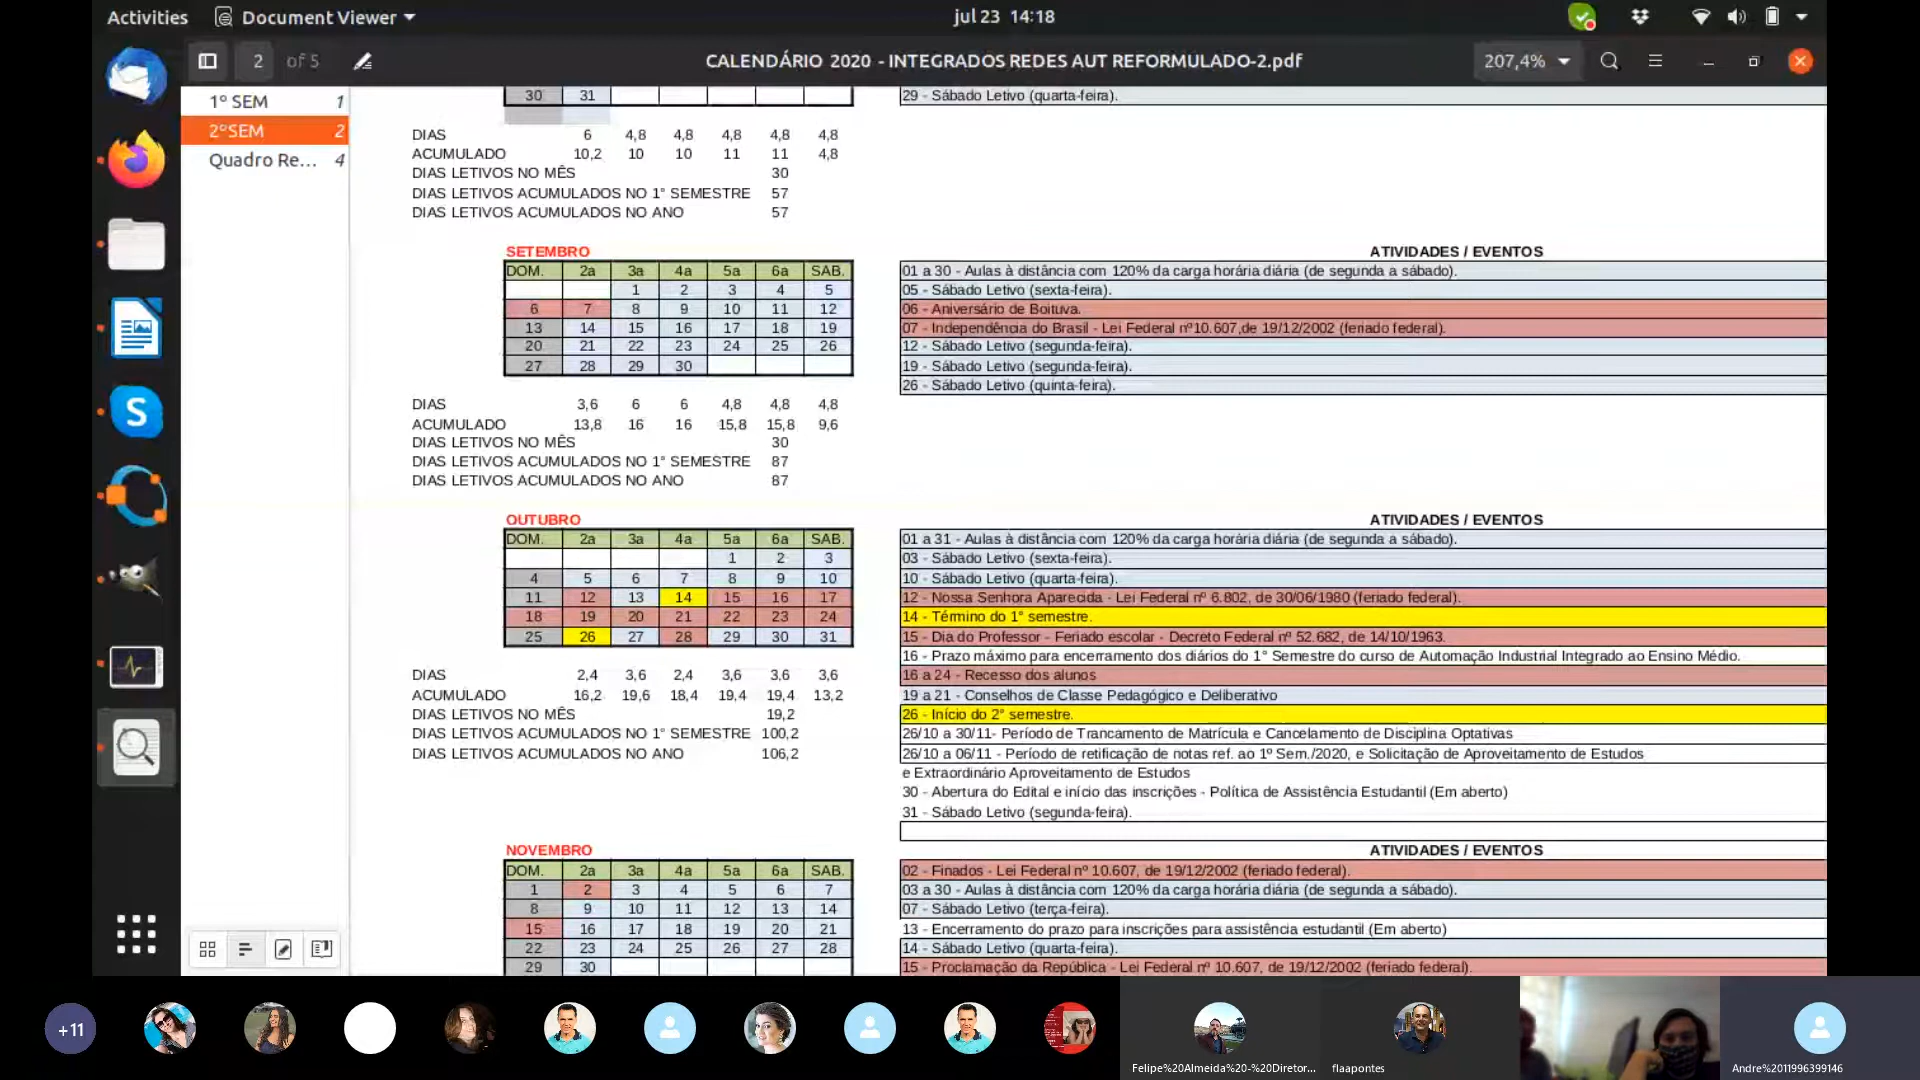 Activities
Document Viewer
jul 23 14:18
2 of 5
CALENDÁRIO 2020 - INTEGRADOS REDES AUT REFORMULADO-2.pdf
207,4%
1º SEM 1
2ºSEM 2
Quadro Re... 4
30 31
29 - Sábado Letivo (quarta-feira).
DIAS 6 4,8 4,8 4,8 4,8 4,8
ACUMULADO 10,2 10 10 11 11 4,8
DIAS LETIVOS NO MÊS 30
DIAS LETIVOS ACUMULADOS NO 1° SEMESTRE 57
DIAS LETIVOS ACUMULADOS NO ANO 57
SETEMBRO
DOM. 2a 3a 4a 5a 6a SAB.
1 2 3 4 5
6 7 8 9 10 11 12
13 14 15 16 17 18 19
20 21 22 23 24 25 26
27 28 29 30
ATIVIDADES / EVENTOS
01 a 30 - Aulas à distância com 120% da carga horária diária (de segunda a sábado).
05 - Sábado Letivo (sexta-feira).
06 - Aniversário de Boituva.
07 - Independência do Brasil - Lei Federal nº10.607,de 19/12/2002 (feriado federal).
12 - Sábado Letivo (segunda-feira).
19 - Sábado Letivo (segunda-feira).
26 - Sábado Letivo (quinta-feira).
DIAS 3,6 6 6 4,8 4,8 4,8
ACUMULADO 13,8 16 16 15,8 15,8 9,6
DIAS LETIVOS NO MÊS 30
DIAS LETIVOS ACUMULADOS NO 1° SEMESTRE 87
DIAS LETIVOS ACUMULADOS NO ANO 87
OUTUBRO
DOM. 2a 3a 4a 5a 6a SAB.
1 2 3
4 5 6 7 8 9 10
11 12 13 14 15 16 17
18 19 20 21 22 23 24
25 26 27 28 29 30 31
ATIVIDADES / EVENTOS
01 a 31 - Aulas à distância com 120% da carga horária diária (de segunda a sábado).
03 - Sábado Letivo (sexta-feira).
10 - Sábado Letivo (quarta-feira).
12 - Nossa Senhora Aparecida - Lei Federal nº 6.802, de 30/06/1980 (feriado federal).
14 - Término do 1° semestre.
15 - Dia do Professor - Feriado escolar - Decreto Federal nº 52.682, de 14/10/1963.
16 - Prazo máximo para encerramento dos diários do 1° Semestre do curso de Automação Industrial Integrado ao Ensino Médio.
16 a 24 - Recesso dos alunos
19 a 21 - Conselhos de Classe Pedagógico e Deliberativo
26 - Início do 2° semestre.
26/10 a 30/11- Período de Trancamento de Matrícula e Cancelamento de Disciplina Optativas
26/10 a 06/11 - Período de retificação de notas ref. ao 1º Sem./2020, e Solicitação de Aproveitamento de Estudos
e Extraordinário Aproveitamento de Estudos
30 - Abertura do Edital e início das inscrições - Política de Assistência Estudantil (Em aberto)
31 - Sábado Letivo (segunda-feira).
DIAS 2,4 3,6 2,4 3,6 3,6 3,6
ACUMULADO 16,2 19,6 18,4 19,4 19,4 13,2
DIAS LETIVOS NO MÊS 19,2
DIAS LETIVOS ACUMULADOS NO 1° SEMESTRE 100,2
DIAS LETIVOS ACUMULADOS NO ANO 106,2
NOVEMBRO
DOM. 2a 3a 4a 5a 6a SAB.
1 2 3 4 5 6 7
8 9 10 11 12 13 14
15 16 17 18 19 20 21
22 23 24 25 26 27 28
29 30
ATIVIDADES / EVENTOS
02 - Finados - Lei Federal nº 10.607, de 19/12/2002 (feriado federal).
03 a 30 - Aulas à distância com 120% da carga horária diária (de segunda a sábado).
07 - Sábado Letivo (terça-feira).
13 - Encerramento do prazo para inscrições para assistência estudantil (Em aberto)
14 - Sábado Letivo (quarta-feira).
15 - Proclamação da República - Lei Federal nº 10.607, de 19/12/2002 (feriado federal).
+11
Felipe%20Almeida%20-%20Diretor...
flaapontes
Andre%2011996399146